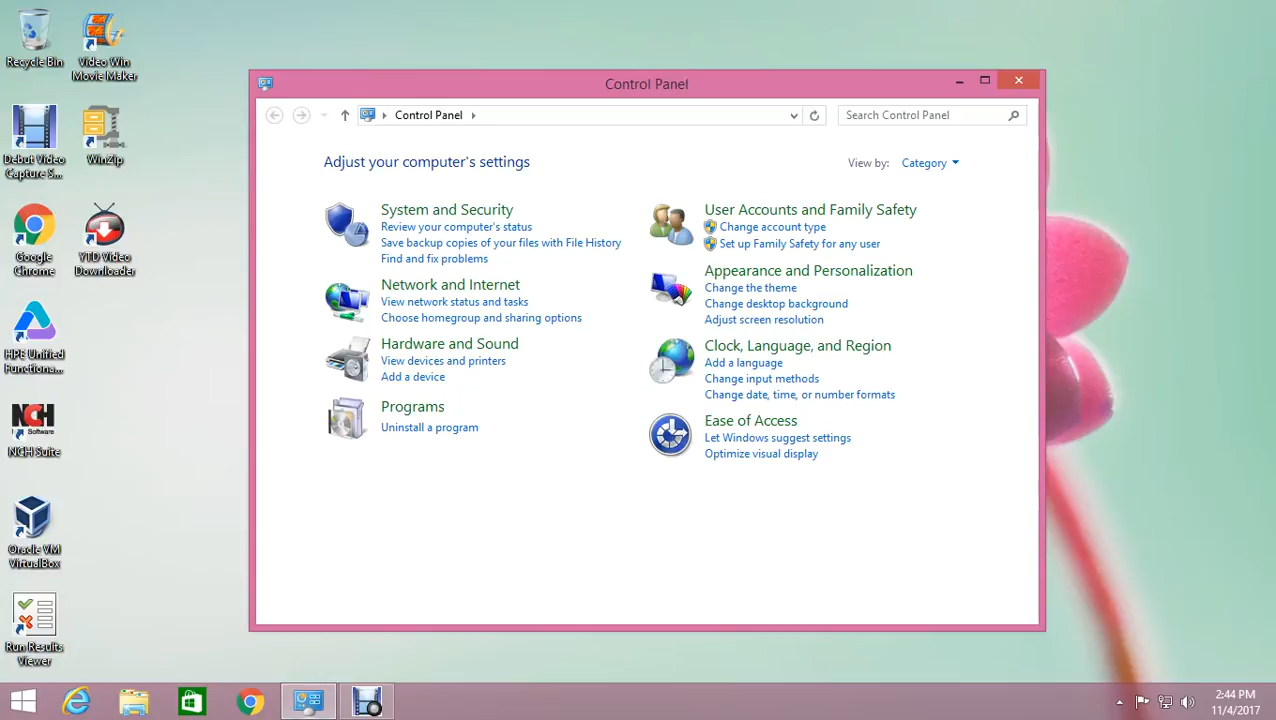 Recycle Bin
Video Win
Movie Maker
Debut Video
Capture S...
WinZip
Google
Chrome
YTD Video
Downloader
HPE Unified
Functiona...
NCH
Software
NCH Suite
Oracle VM
VirtualBox
Run Results
Viewer
Control Panel
Control Panel
Search Control Panel
Adjust your computer's settings
View by: Category
System and Security
Review your computer's status
Save backup copies of your files with File History
Find and fix problems
Network and Internet
View network status and tasks
Choose homegroup and sharing options
Hardware and Sound
View devices and printers
Add a device
Programs
Uninstall a program
User Accounts and Family Safety
Change account type
Set up Family Safety for any user
Appearance and Personalization
Change the theme
Change desktop background
Adjust screen resolution
Clock, Language, and Region
Add a language
Change input methods
Change date, time, or number formats
Ease of Access
Let Windows suggest settings
Optimize visual display
2:44 PM
11/4/2017